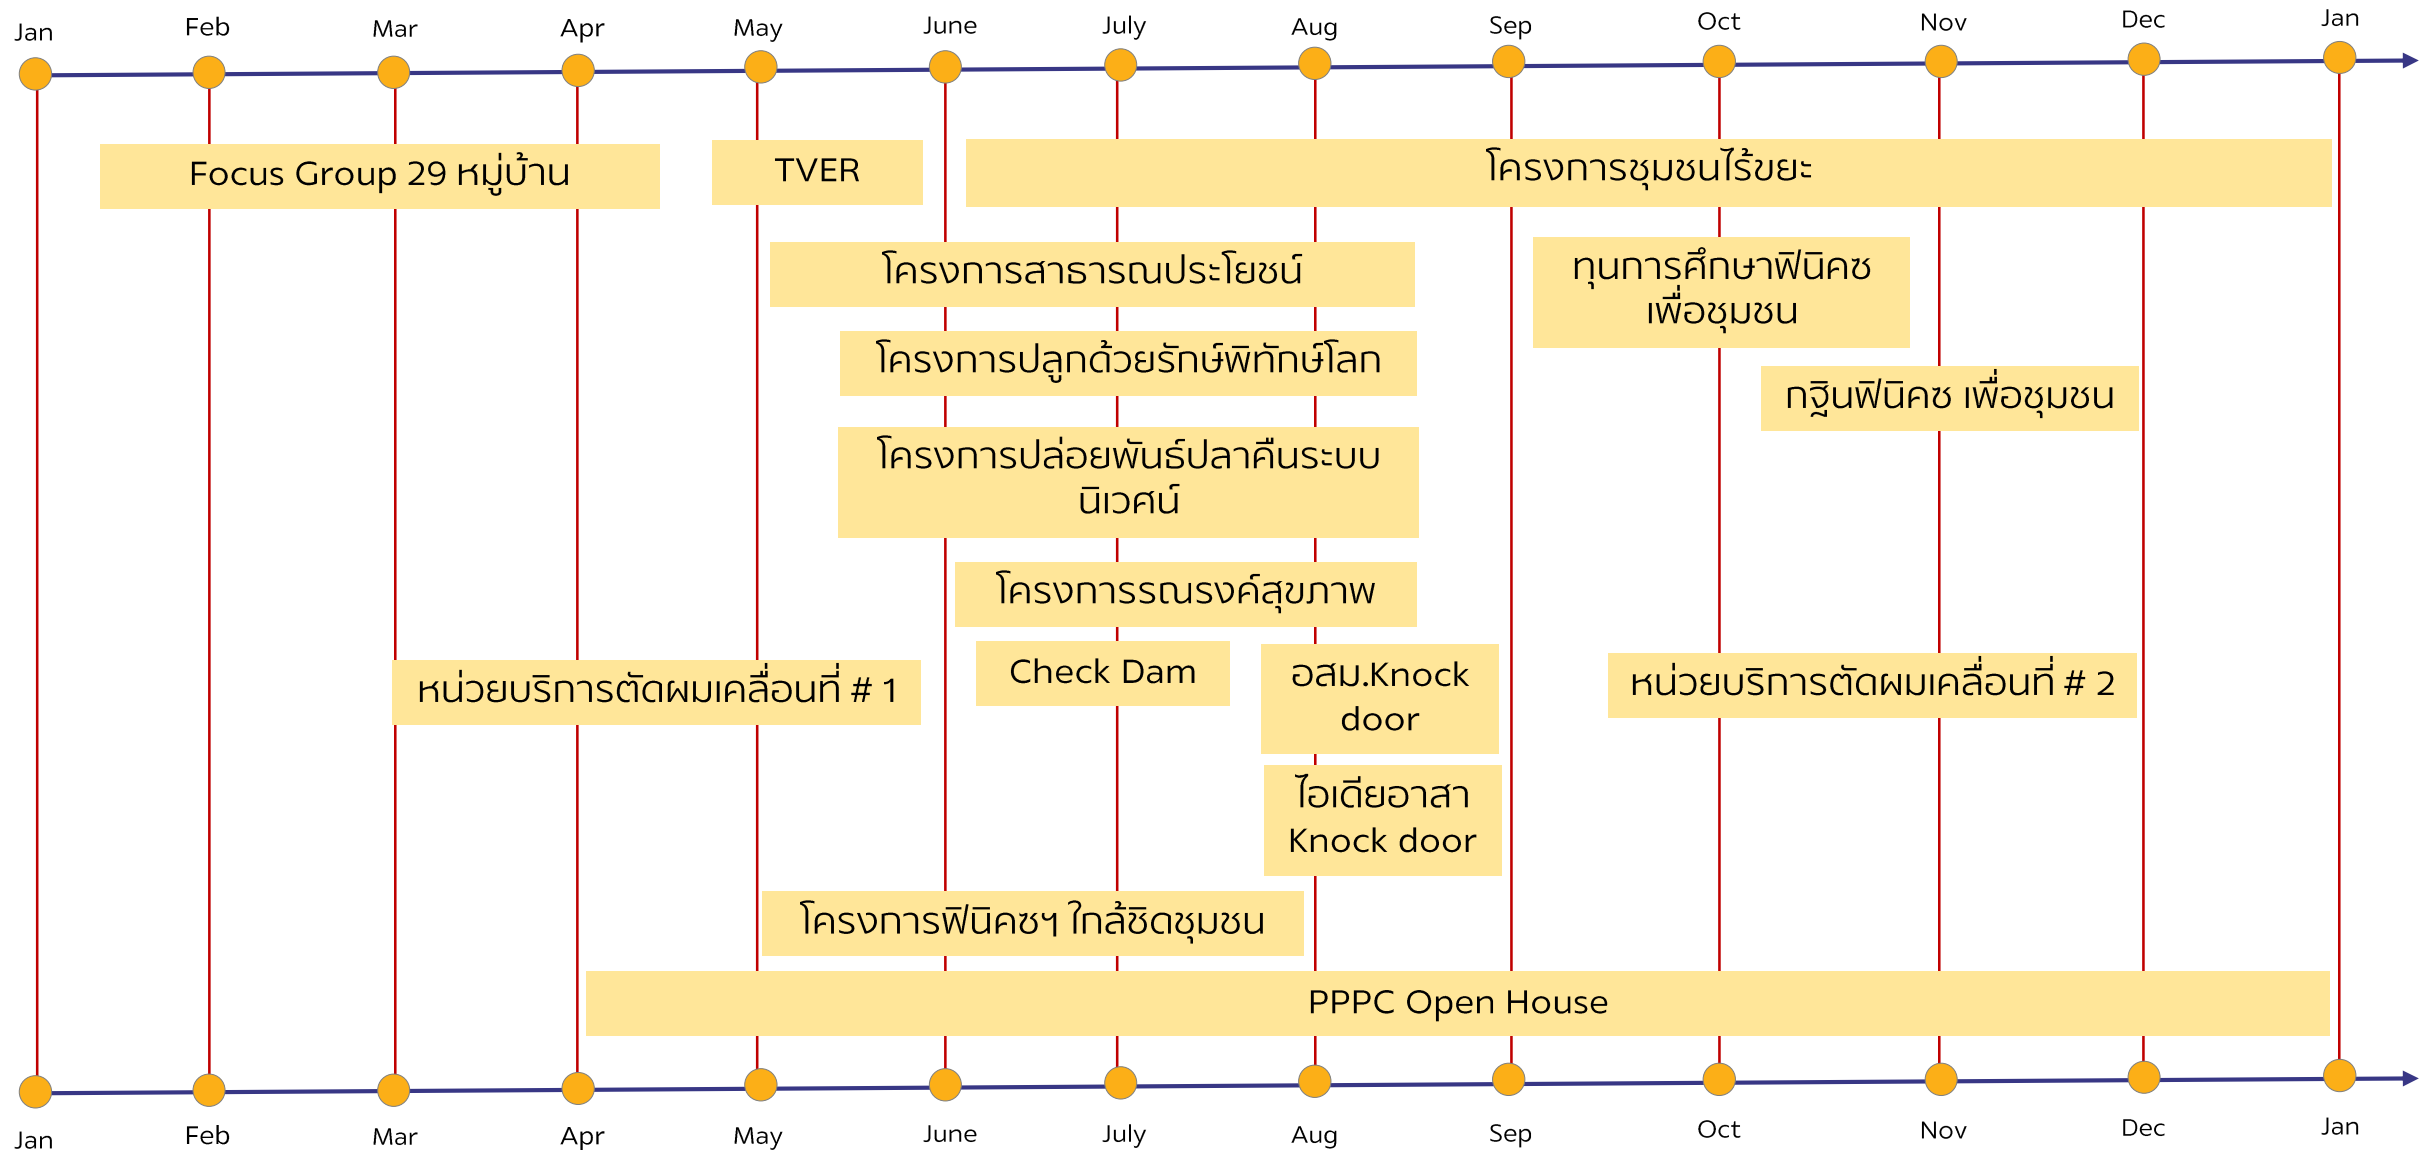 Jan Feb Mar Apr May June July Aug Sep Oct Nov Dec Jan
Focus Group 29 หมู่บ้าน
TVER
โครงการชุมชนไร้ขยะ
โครงการสาธารณประโยชน์
ทุนการศึกษาฟินิคซ
เพื่อชุมชน
โครงการปลูกด้วยรักษ์พิทักษ์โลก
กฐินฟินิคซ เพื่อชุมชน
โครงการปล่อยพันธ์ปลาคืนระบบ
นิเวศน์
โครงการรณรงค์สุขภาพ
หน่วยบริการตัดผมเคลื่อนที่ # 1
Check Dam
อสม.Knock
door
หน่วยบริการตัดผมเคลื่อนที่ # 2
ไอเดียอาสา
Knock door
โครงการฟินิคซฯ ใกล้ชิดชุมชน
PPPC Open House
Jan Feb Mar Apr May June July Aug Sep Oct Nov Dec Jan